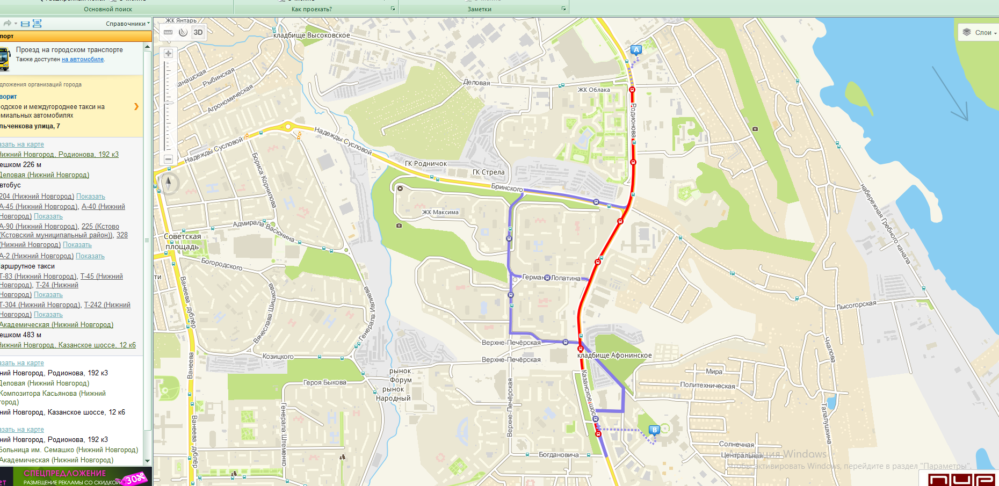 Основной поиск
Как проехать?
Заметки
Справочники
порт
Проезд на городском транспорте
Также доступен на автомобиле.
дложения организаций города
ворит
одское и междугороднее такси на
миальных автомобилях
льченкова улица, 7
азать на карте
Нижний Новгород, Родионова, 192 к3
ешком 226 м
Деловая (Нижний Новгород)
втобус
204 (Нижний Новгород) Показать
А-45 (Нижний Новгород), А-40 (Нижний
Новгород) Показать
А-90 (Нижний Новгород), 225 (Кстово
(Кстовский муниципальный район)), 328
(Нижний Новгород) Показать
А-2 (Нижний Новгород) Показать
аршрутное такси
Т-83 (Нижний Новгород), Т-45 (Нижний
Новгород), Т-24 (Нижний
Новгород) Показать
Т-304 (Нижний Новгород), Т-242 (Нижний
Новгород) Показать
Академическая (Нижний Новгород)
ешком 483 м
Нижний Новгород, Казанское шоссе, 12 к6
азать на карте
ний Новгород, Родионова, 192 к3
Деловая (Нижний Новгород)
Композитора Касьянова (Нижний
город)
ний Новгород, Казанское шоссе, 12 к6
азать на карте
ний Новгород, Родионова, 192 к3
Больница им. Семашко (Нижний Новгород)
Академическая (Нижний Новгород)
СПЕЦПРЕДЛОЖЕНИЕ
РАЗМЕЩЕНИЕ РЕКЛАМЫ СО СКИДКОЙ
-30%
ЖК Янтарь
3D
кладбище Высоковское
Слои
A
анашская
Рыбинская
Агрономическая
Деловая
ЖК Облака
Родионова
Надежды Сусловой
Надежды Сусловой
ГК Родничок
ГК Стрела
Бринского
Бориса Корнилова
ЖК Максима
набережная Гребного канала
Адмирала Васюнина
Советская
площадь
Богородского
ти
Ванеева-дублёр
Вячеслава Шишкова
Генерала Ивлиева
Германа Лопатина
Лысогорская
Верхне-Печёрская
Верхне-Печёрская
кладбище Афонинское
Козицкого
Ванеева
рынок
Форум
рынок
Народный
Героя Быкова
Казанское шосс
Мира
Политехническая
Чкалова
Талалушкина
Генерала Штеменко
Верхне-Печёрская
Ванеева-дублёр
B
Богдановича
Солнечная
Центральная
Активация Windows
Чтобы активировать Windows, перейдите в раздел "Параметры".